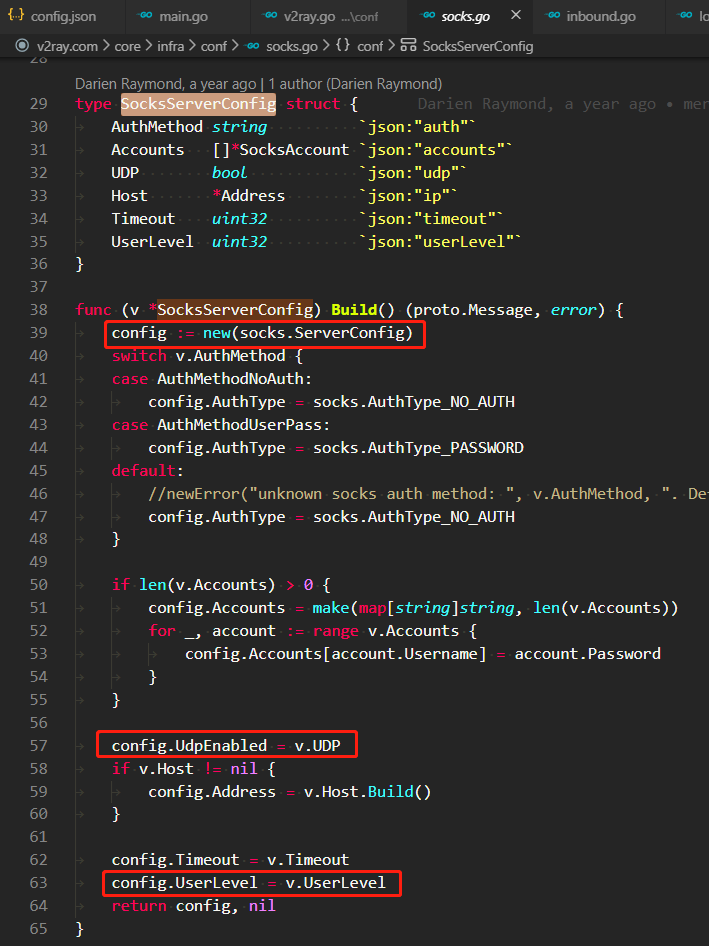 {..} config.json main.go v2ray.go ...\conf socks.go × inbound.go
v2ray.com > core > infra > conf > socks.go > {} conf > SocksServerConfig
28
Darien Raymond, a year ago | 1 author (Darien Raymond)
29 type SocksServerConfig struct { Darien Raymond, a year ago • mer
30 AuthMethod string `json:"auth"`
31 Accounts []*SocksAccount `json:"accounts"`
32 UDP bool `json:"udp"`
33 Host *Address `json:"ip"`
34 Timeout uint32 `json:"timeout"`
35 UserLevel uint32 `json:"userLevel"`
36 }
37
38 func (v *SocksServerConfig) Build() (proto.Message, error) {
39 config := new(socks.ServerConfig)
40 switch v.AuthMethod {
41 case AuthMethodNoAuth:
42 config.AuthType = socks.AuthType_NO_AUTH
43 case AuthMethodUserPass:
44 config.AuthType = socks.AuthType_PASSWORD
45 default:
46 //newError("unknown socks auth method: ", v.AuthMethod, ". De
47 config.AuthType = socks.AuthType_NO_AUTH
48 }
49
50 if len(v.Accounts) > 0 {
51 config.Accounts = make(map[string]string, len(v.Accounts))
52 for _, account := range v.Accounts {
53 config.Accounts[account.Username] = account.Password
54 }
55 }
56
57 config.UdpEnabled = v.UDP
58 if v.Host != nil {
59 config.Address = v.Host.Build()
60 }
61
62 config.Timeout = v.Timeout
63 config.UserLevel = v.UserLevel
64 return config, nil
65 }